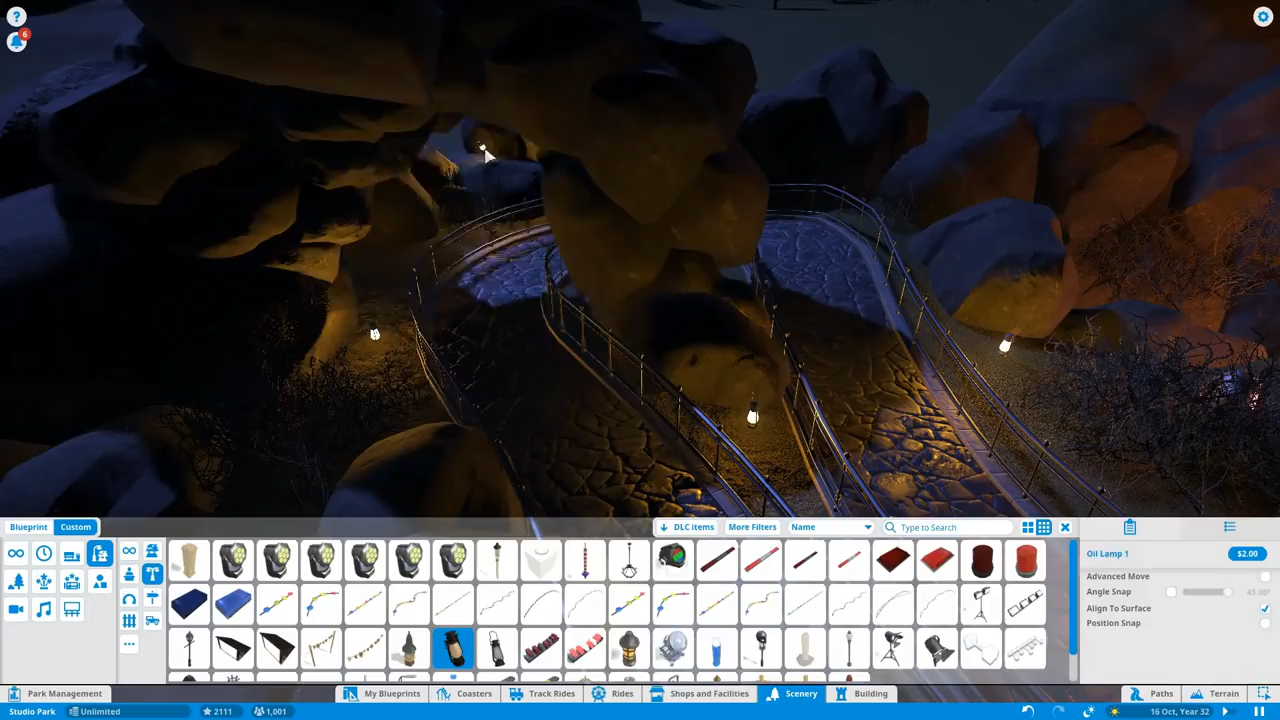 ?
6
Blueprint
Custom
DLC items
More Filters
Name
Type to Search
Oil Lamp 1
$2.00
Advanced Move
Angle Snap
45.00°
Align To Surface
Position Snap
Park Management
My Blueprints
Coasters
Track Rides
Rides
Shops and Facilities
Scenery
Building
Paths
Terrain
Studio Park
Unlimited
2111
1,001
16 Oct, Year 32